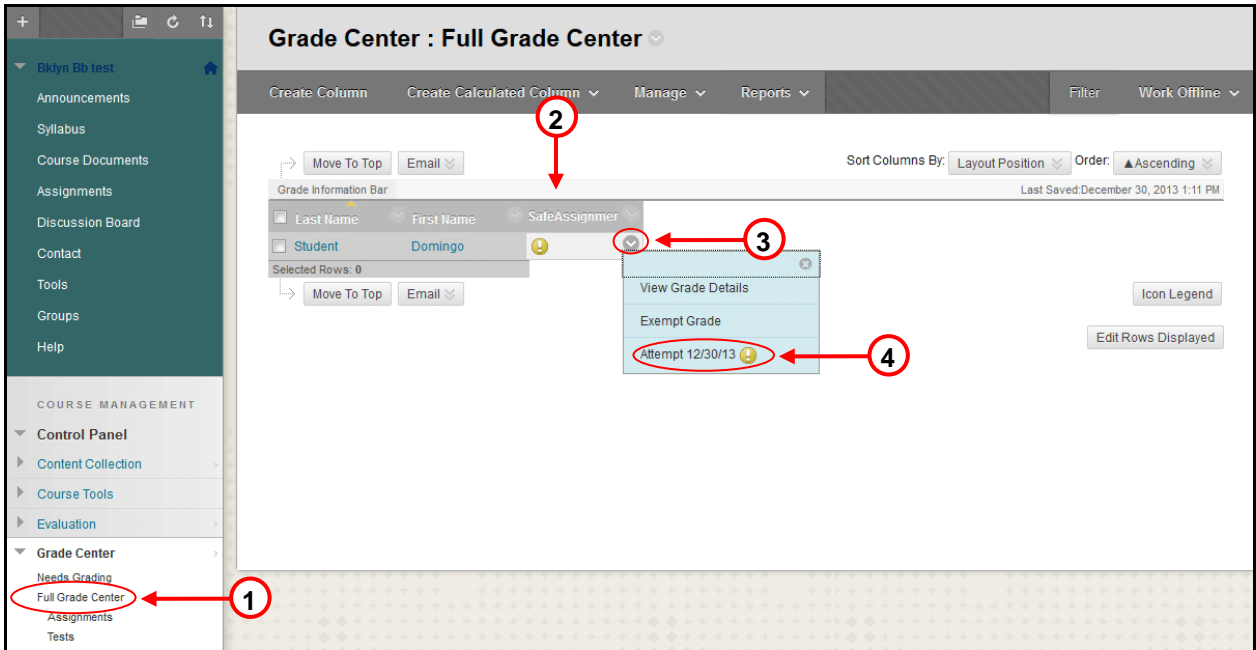 Bklyn Bb test
Announcements
Syllabus
Course Documents
Assignments
Discussion Board
Contact
Tools
Groups
Help
COURSE MANAGEMENT
Control Panel
Content Collection
Course Tools
Evaluation
Grade Center
Needs Grading
Full Grade Center
1
Assignments
Tests
Grade Center : Full Grade Center
Create Column Create Calculated Column Manage Reports Filter Work Offline
2
Move To Top Email Sort Columns By: Layout Position Order: ▲Ascending
Grade Information Bar Last Saved:December 30, 2013 1:11 PM
Last Name First Name SafeAssignmer
Student Domingo
3
Selected Rows: 0
Move To Top Email Icon Legend
View Grade Details
Exempt Grade
Edit Rows Displayed
Attempt 12/30/13
4